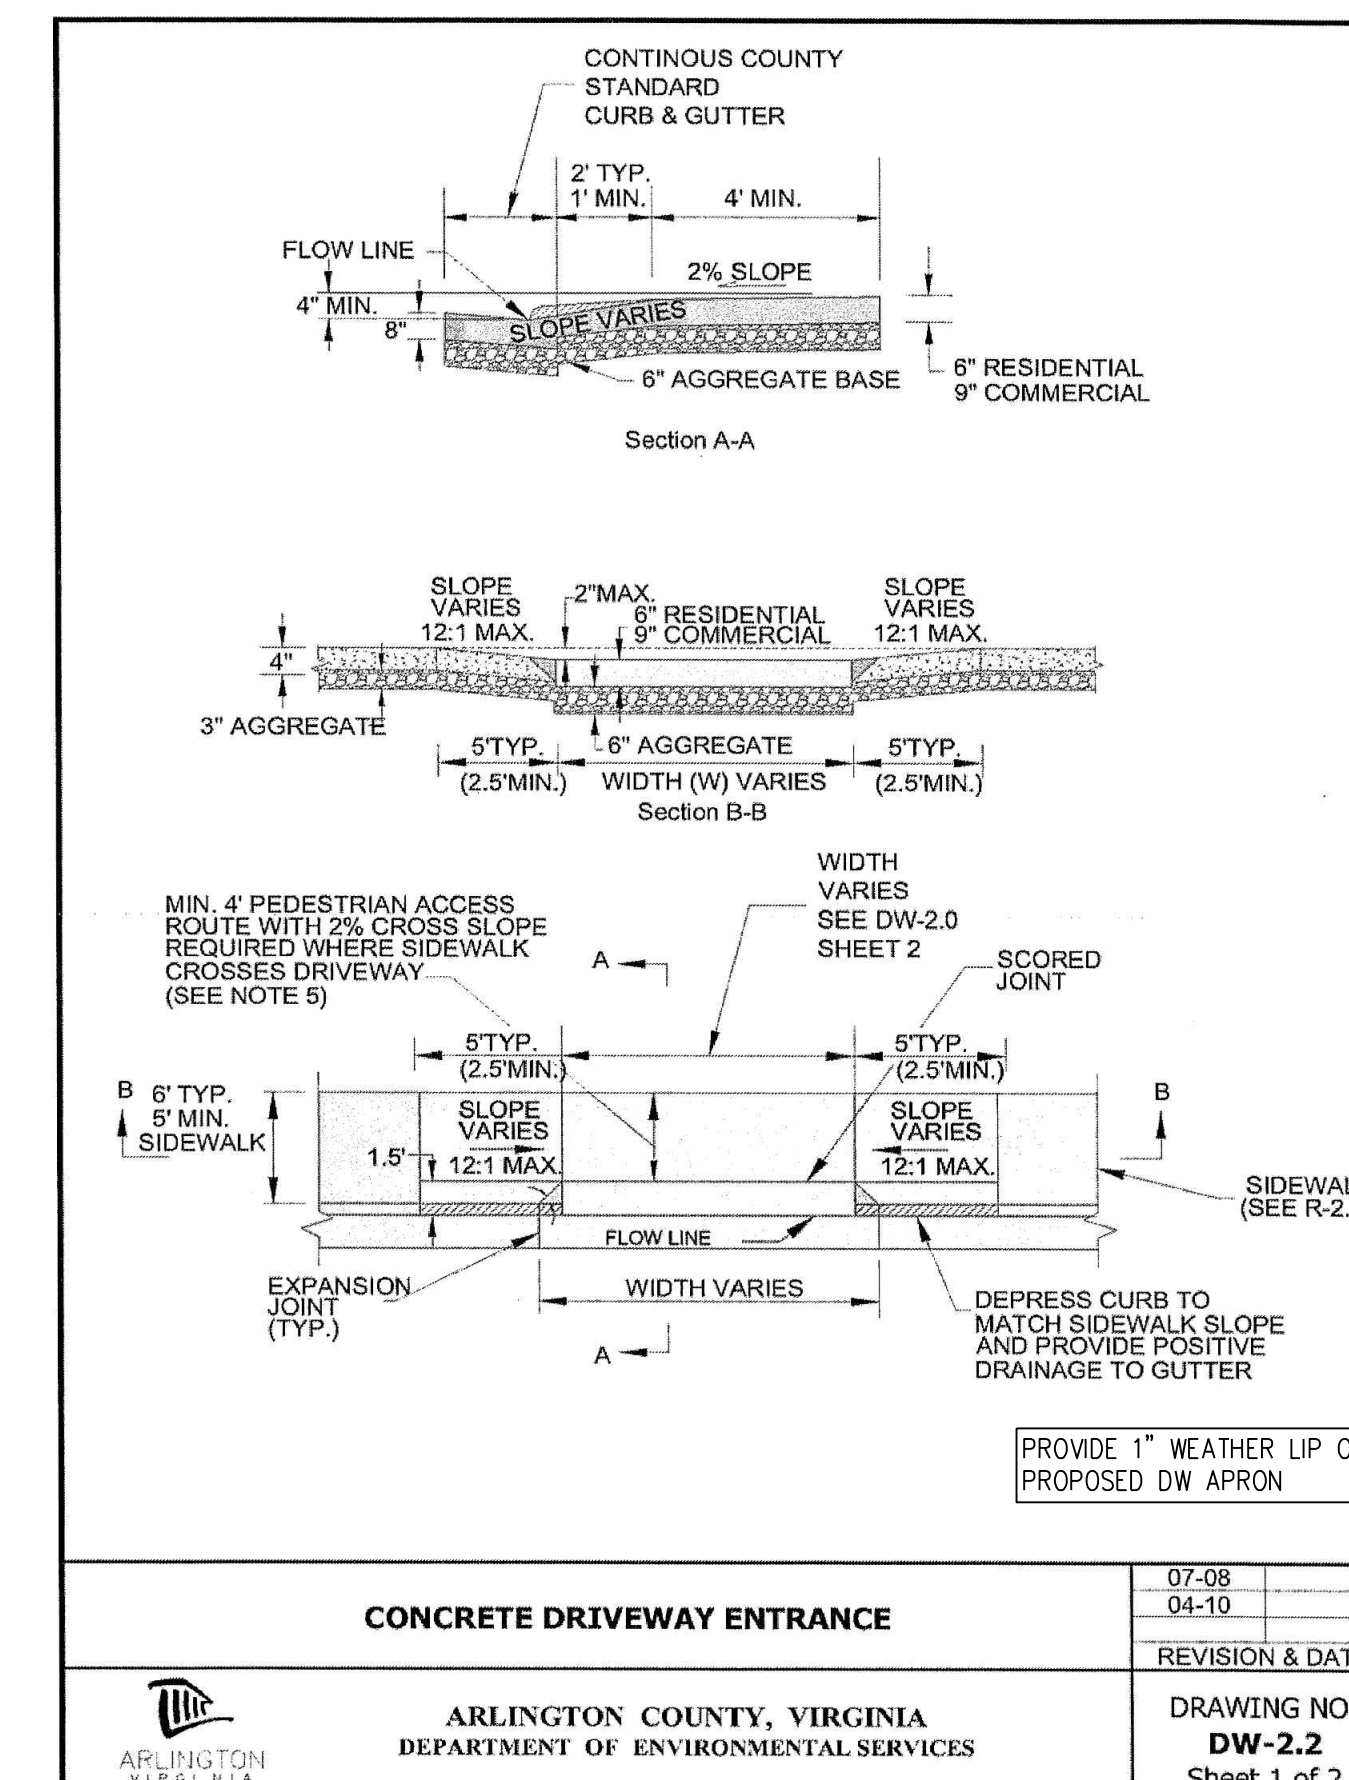 CONTINOUS COUNTY
STANDARD
CURB & GUTTER
2' TYP.
1' MIN.
4' MIN.
FLOW LINE
2% SLOPE
4" MIN.
8"
SLOPE VARIES
6" AGGREGATE BASE
6" RESIDENTIAL
9" COMMERCIAL
Section A-A
SLOPE
VARIES
12:1 MAX.
2"MAX.
6" RESIDENTIAL
9" COMMERCIAL
SLOPE
VARIES
12:1 MAX.
4"
3" AGGREGATE
5'TYP.
(2.5'MIN.)
6" AGGREGATE
WIDTH (W) VARIES
5'TYP.
(2.5'MIN.)
Section B-B
WIDTH
VARIES
SEE DW-2.0
SHEET 2
MIN. 4' PEDESTRIAN ACCESS
ROUTE WITH 2% CROSS SLOPE
REQUIRED WHERE SIDEWALK
CROSSES DRIVEWAY
(SEE NOTE 5)
A
SCORED
JOINT
5'TYP.
(2.5'MIN.)
5'TYP.
(2.5'MIN.)
B
6' TYP.
5' MIN.
SIDEWALK
SLOPE
VARIES
12:1 MAX.
1.5'
SLOPE
VARIES
12:1 MAX.
B
(SEE R-2.
FLOW LINE
EXPANSION
JOINT
(TYP.)
WIDTH VARIES
A
DEPRESS CURB TO
MATCH SIDEWALK SLOPE
AND PROVIDE POSITIVE
DRAINAGE TO GUTTER
PROVIDE 1" WEATHER LIP
PROPOSED DW APRON
CONCRETE DRIVEWAY ENTRANCE
07-08
04-10
REVISION &
ARLINGTON
VIRGINIA
ARLINGTON COUNTY, VIRGINIA
DEPARTMENT OF ENVIRONMENTAL SERVICES
DRAWING NO
DW-2.2
Sheet 1 of 2